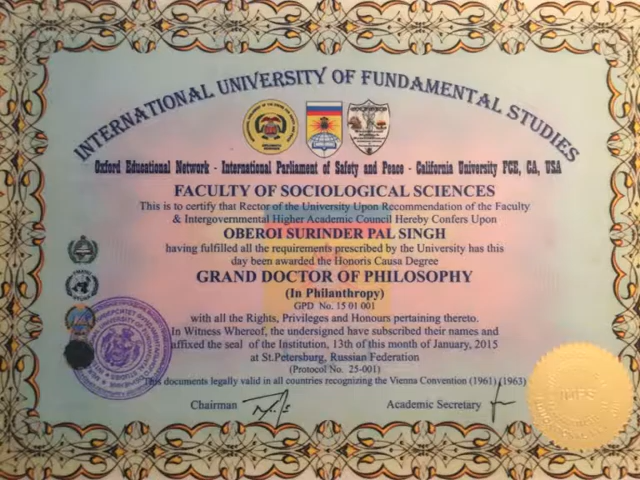 INTERNATIONAL UNIVERSITY OF FUNDAMENTAL STUDIES
Oxford Educational Network - International Parliament of Safety and Peace - California University FCE, CA, USA
FACULTY OF SOCIOLOGICAL SCIENCES
This is to certify that Rector of the University Upon Recommendation of the Faculty
& Intergovernmental Higher Academic Council Hereby Confers Upon
OBEROI SURINDER PAL SINGH
having fulfilled all the requirements prescribed by the University has this
day been awarded the Honoris Causa Degree
GRAND DOCTOR OF PHILOSOPHY
(In Philanthropy)
GPD No. 15 01 001
with all the Rights, Privileges and Honours pertaining thereto.
In Witness Whereof, the undersigned have subscribed their names and
affixed the seal of the Institution, 13th of this month of January, 2015
at St.Petersburg, Russian Federation
(Protocol No. 25-001)
This documents legally valid in all countries recognizing the Vienna Convention (1961) (1963)
Chairman
Academic Secretary
IUFS